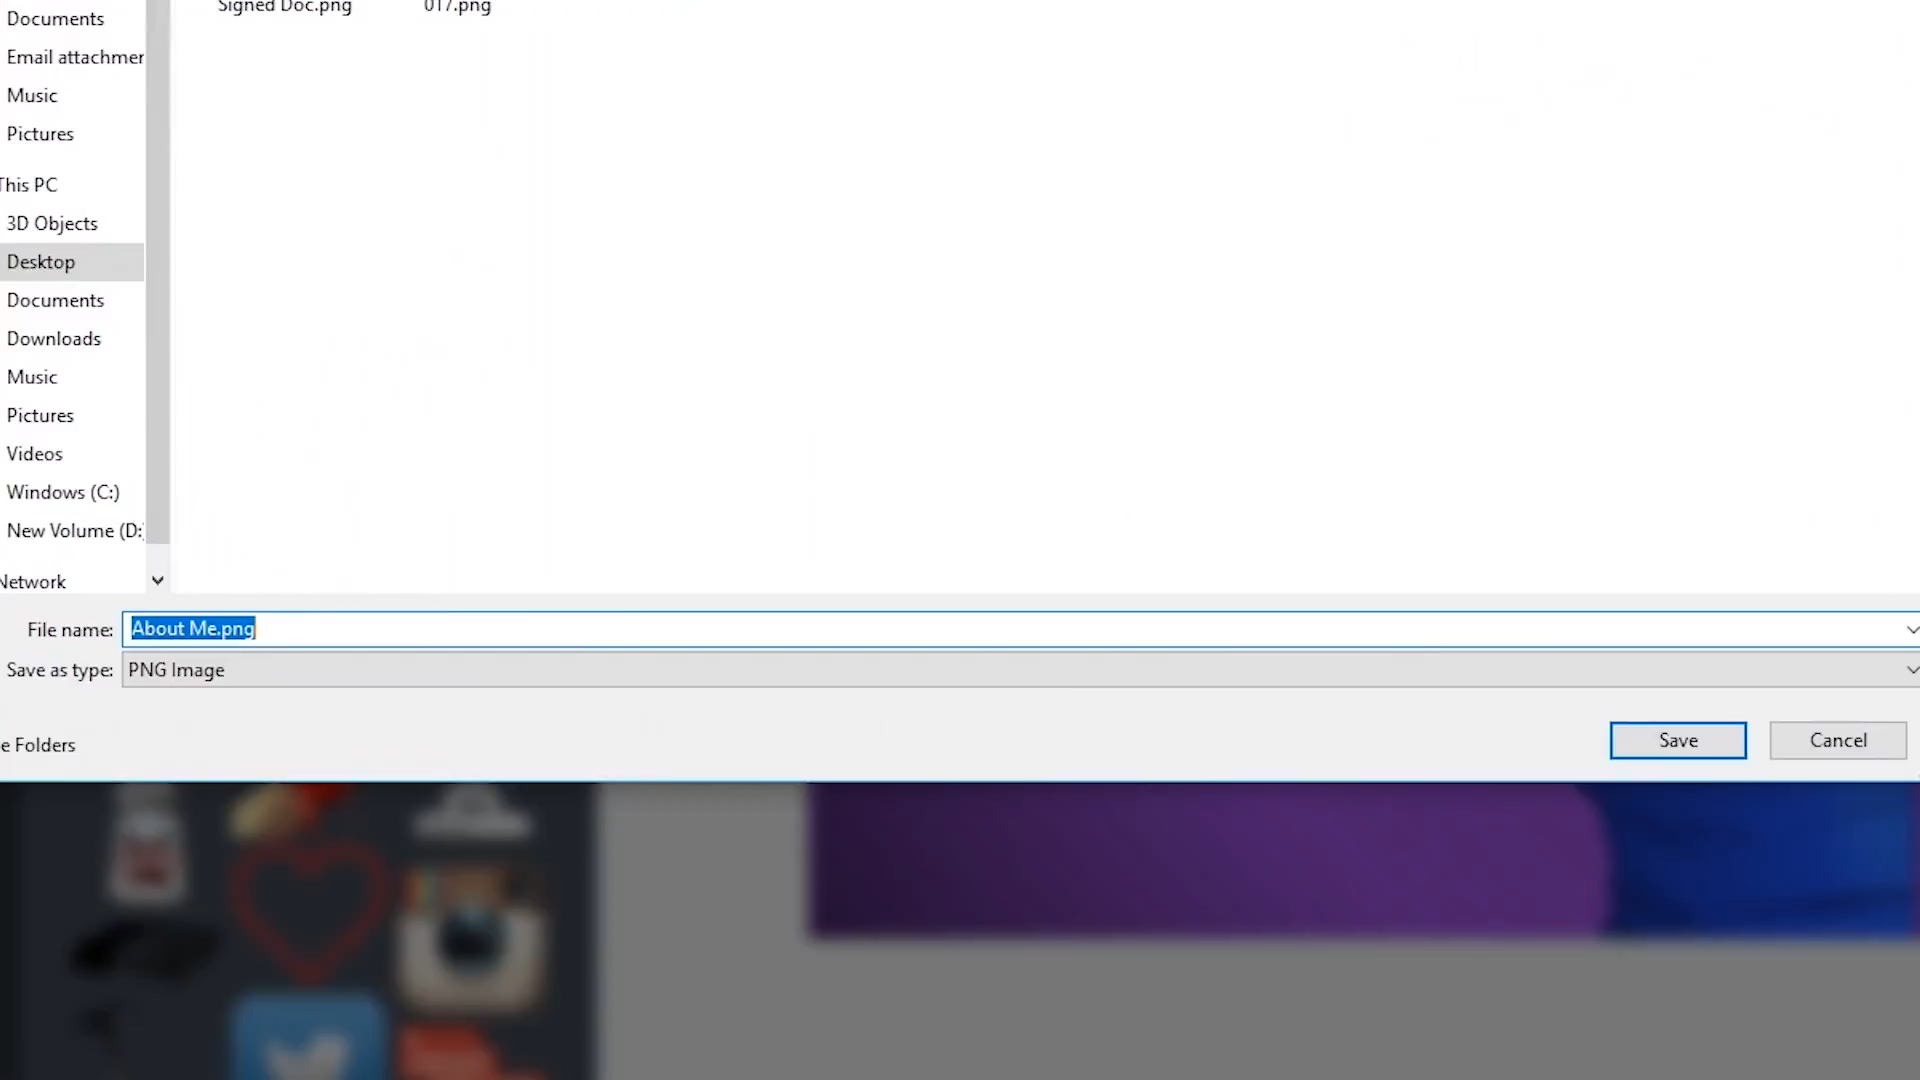 Documents
Signed Doc.png
017.png
Email attachmer
Music
Pictures
This PC
3D Objects
Desktop
Documents
Downloads
Music
Pictures
Videos
Windows (C:)
New Volume (D:
Network
File name: About Me.png
Save as type: PNG Image
e Folders
Save
Cancel